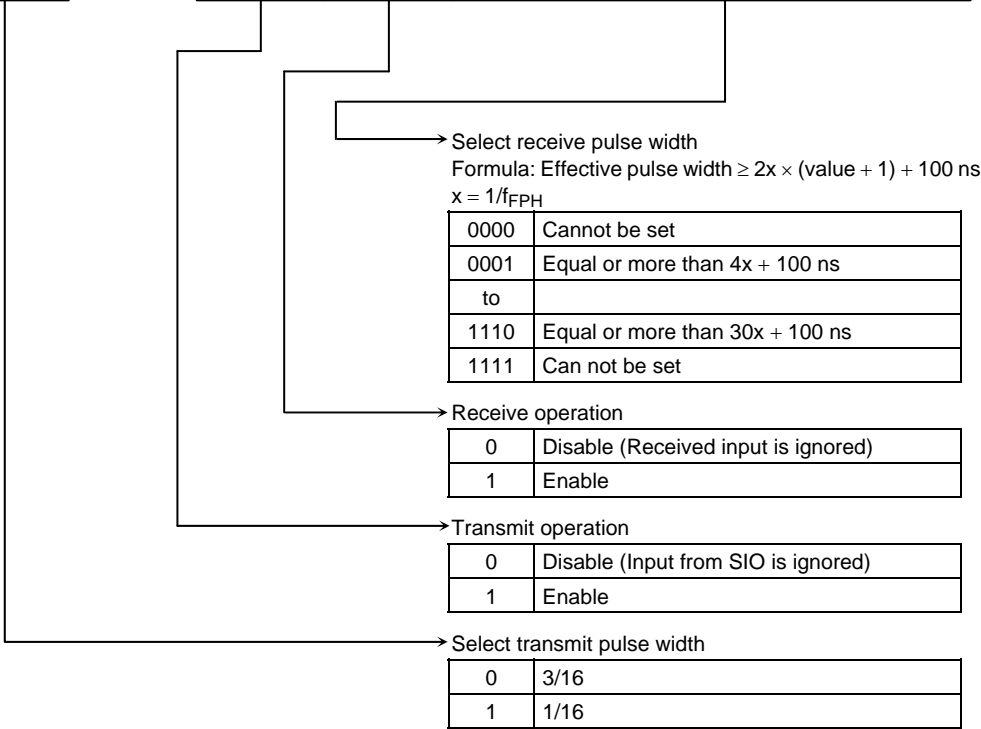 Select receive pulse width
Formula: Effective pulse width ≥ 2x × (value + 1) + 100 ns
x = 1/fFPH
0000 Cannot be set
0001 Equal or more than 4x + 100 ns
to
1110 Equal or more than 30x + 100 ns
1111 Can not be set
Receive operation
0 Disable (Received input is ignored)
1 Enable
Transmit operation
0 Disable (Input from SIO is ignored)
1 Enable
Select transmit pulse width
0 3/16
1 1/16